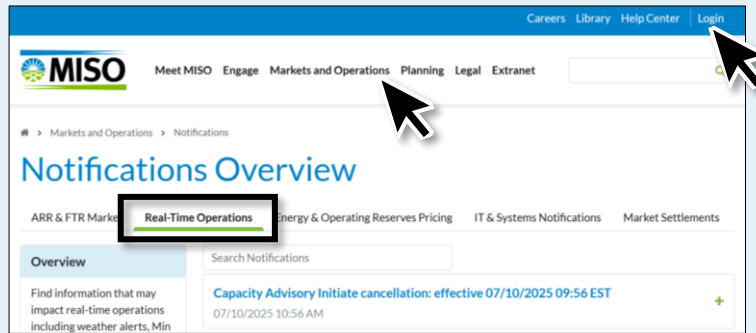 Careers Library Help Center Login
MISO
Meet MISO Engage Markets and Operations Planning Legal Extranet
> Markets and Operations > Notifications
Notifications Overview
ARR & FTR Marke Real-Time Operations Energy & Operating Reserves Pricing IT & Systems Notifications Market Settlements
Overview
Search Notifications
Find information that may
impact real-time operations
including weather alerts, Min
Capacity Advisory Initiate cancellation: effective 07/10/2025 09:56 EST
+
07/10/2025 10:56 AM